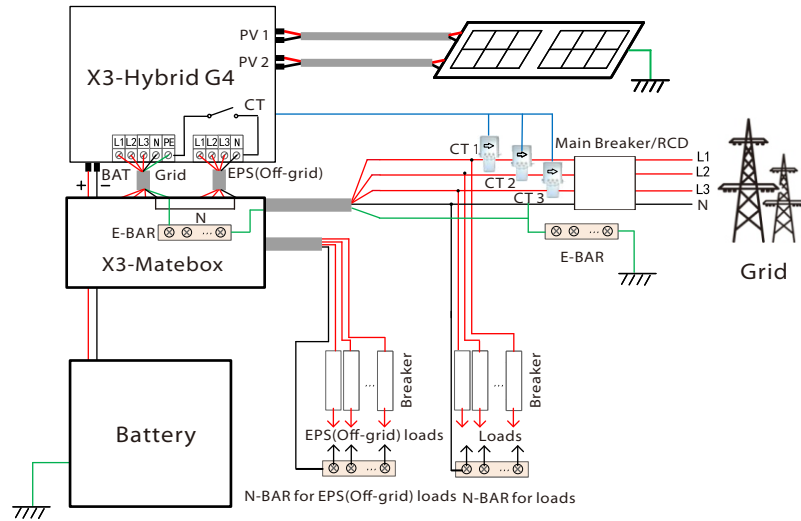 PV 1
PV 2
X3-Hybrid G4
CT
L1 L2 L3 N PE
L1 L2 L3 N
+ BAT − Grid EPS(Off-grid)
CT 1
CT 2
CT 3
Main Breaker/RCD
L1
L2
L3
N
N
E-BAR ...
X3-Matebox
... E-BAR
Grid
Battery
... Breaker
EPS(Off-grid) loads
...
N-BAR for EPS(Off-grid) loads
... Breaker
Loads
...
N-BAR for loads